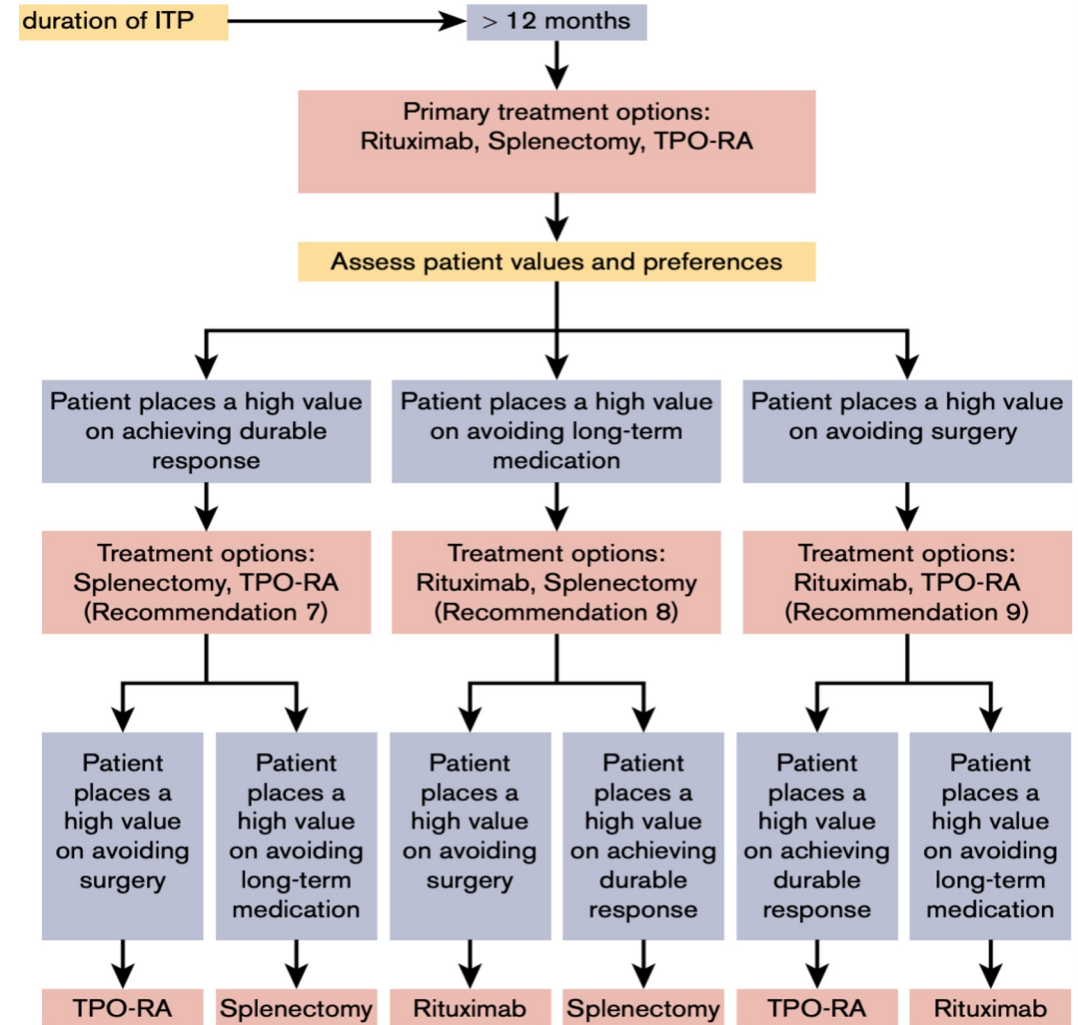 duration of ITP
> 12 months
Primary treatment options:
Rituximab, Splenectomy, TPO-RA
Assess patient values and preferences
Patient places a high value
on achieving durable
response
Patient places a high value
on avoiding long-term
medication
Patient places a high value
on avoiding surgery
Treatment options:
Splenectomy, TPO-RA
(Recommendation 7)
Treatment options:
Rituximab, Splenectomy
(Recommendation 8)
Treatment options:
Rituximab, TPO-RA
(Recommendation 9)
Patient
places a
high value
on avoiding
surgery
Patient
places a
high value
on avoiding
long-term
medication
Patient
places a
high value
on avoiding
surgery
Patient
places a
high value
on achieving
durable
response
Patient
places a
high value
on achieving
durable
response
Patient
places a
high value
on avoiding
long-term
medication
TPO-RA
Splenectomy
Rituximab
Splenectomy
TPO-RA
Rituximab